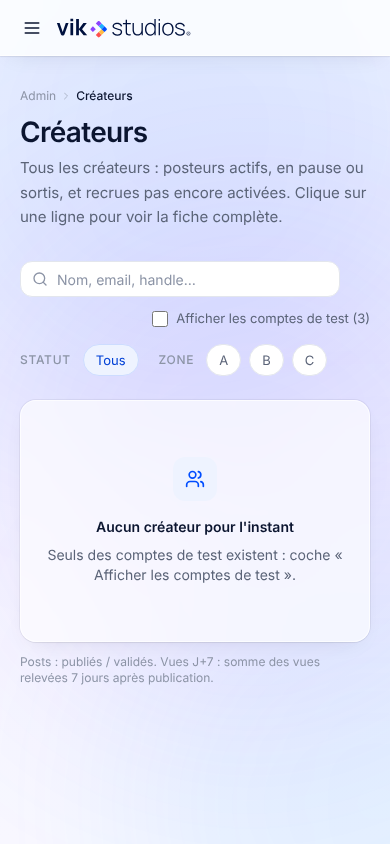 vik studios
Admin > Créateurs
Créateurs
Tous les créateurs : posteurs actifs, en pause ou
sortis, et recrues pas encore activées. Clique sur
une ligne pour voir la fiche complète.
Nom, email, handle...
Afficher les comptes de test (3)
STATUT Tous ZONE A B C
Aucun créateur pour l'instant
Seuls des comptes de test existent : coche «
Afficher les comptes de test ».
Posts : publiés / validés. Vues J+7 : somme des vues
relevées 7 jours après publication.